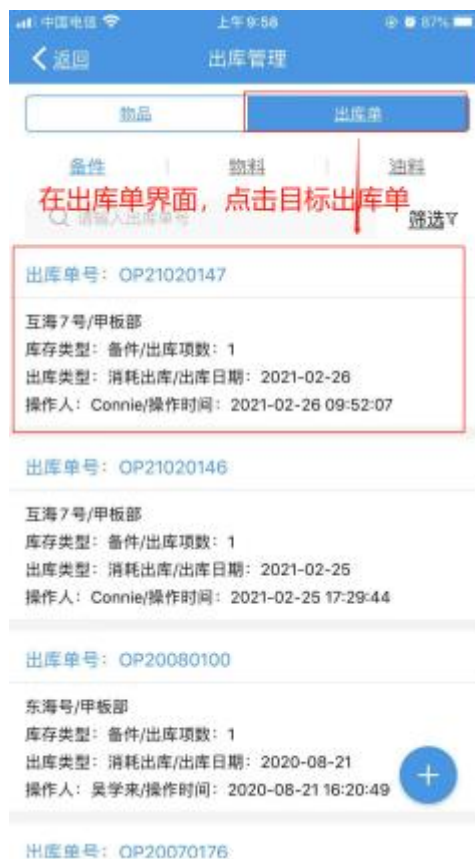 中国电信 上午9:58 87%
返回 出库管理
物品 出库单
备件 物料 油料
在出库单界面，点击目标出库单
请输入出库单号 筛选
出库单号：OP21020147
互海7号/甲板部
库存类型：备件/出库项数：1
出库类型：消耗出库/出库日期：2021-02-26
操作人：Connie/操作时间：2021-02-26 09:52:07
出库单号：OP21020146
互海7号/甲板部
库存类型：备件/出库项数：1
出库类型：消耗出库/出库日期：2021-02-25
操作人：Connie/操作时间：2021-02-25 17:29:44
出库单号：OP20080100
东海号/甲板部
库存类型：备件/出库项数：1
出库类型：消耗出库/出库日期：2020-08-21
操作人：吴学来/操作时间：2020-08-21 16:20:49
出库单号：OP20070176